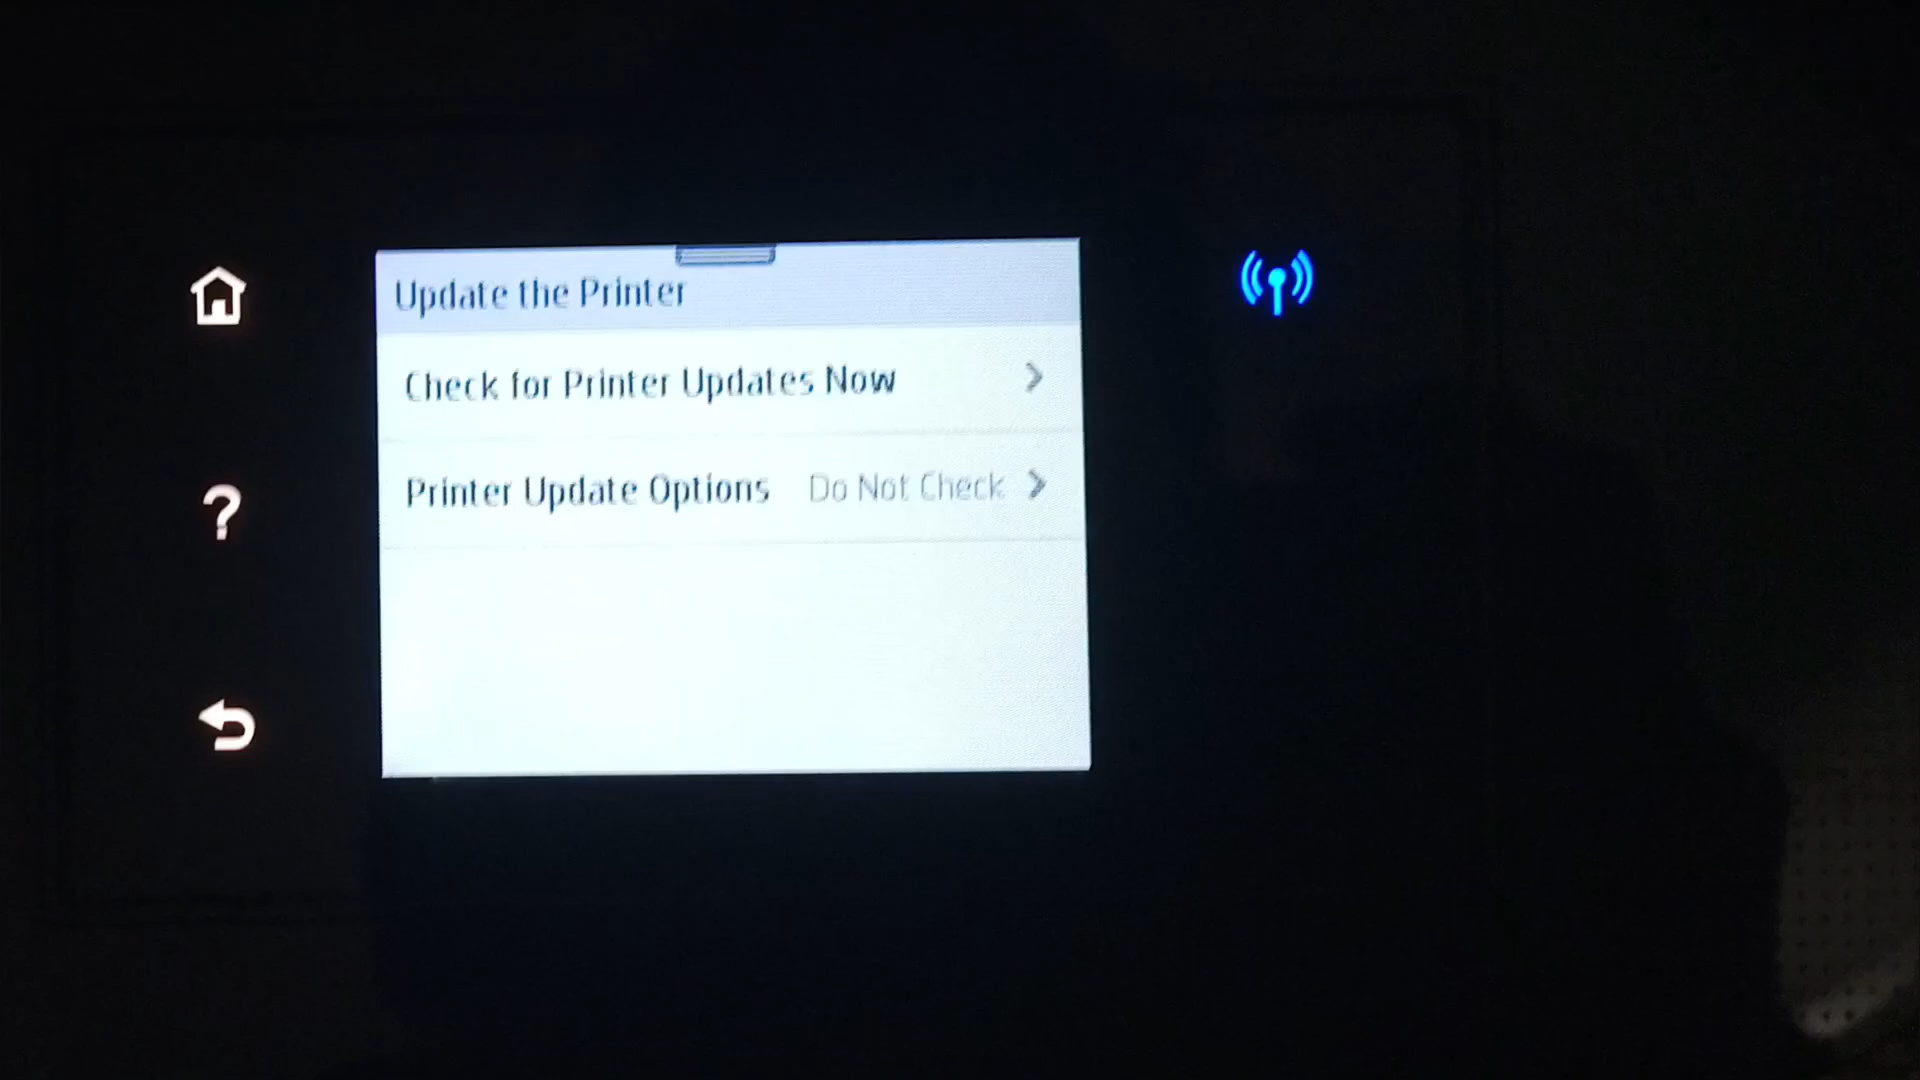 Update the Printer
Check for Printer Updates Now
Printer Update Options Do Not Check